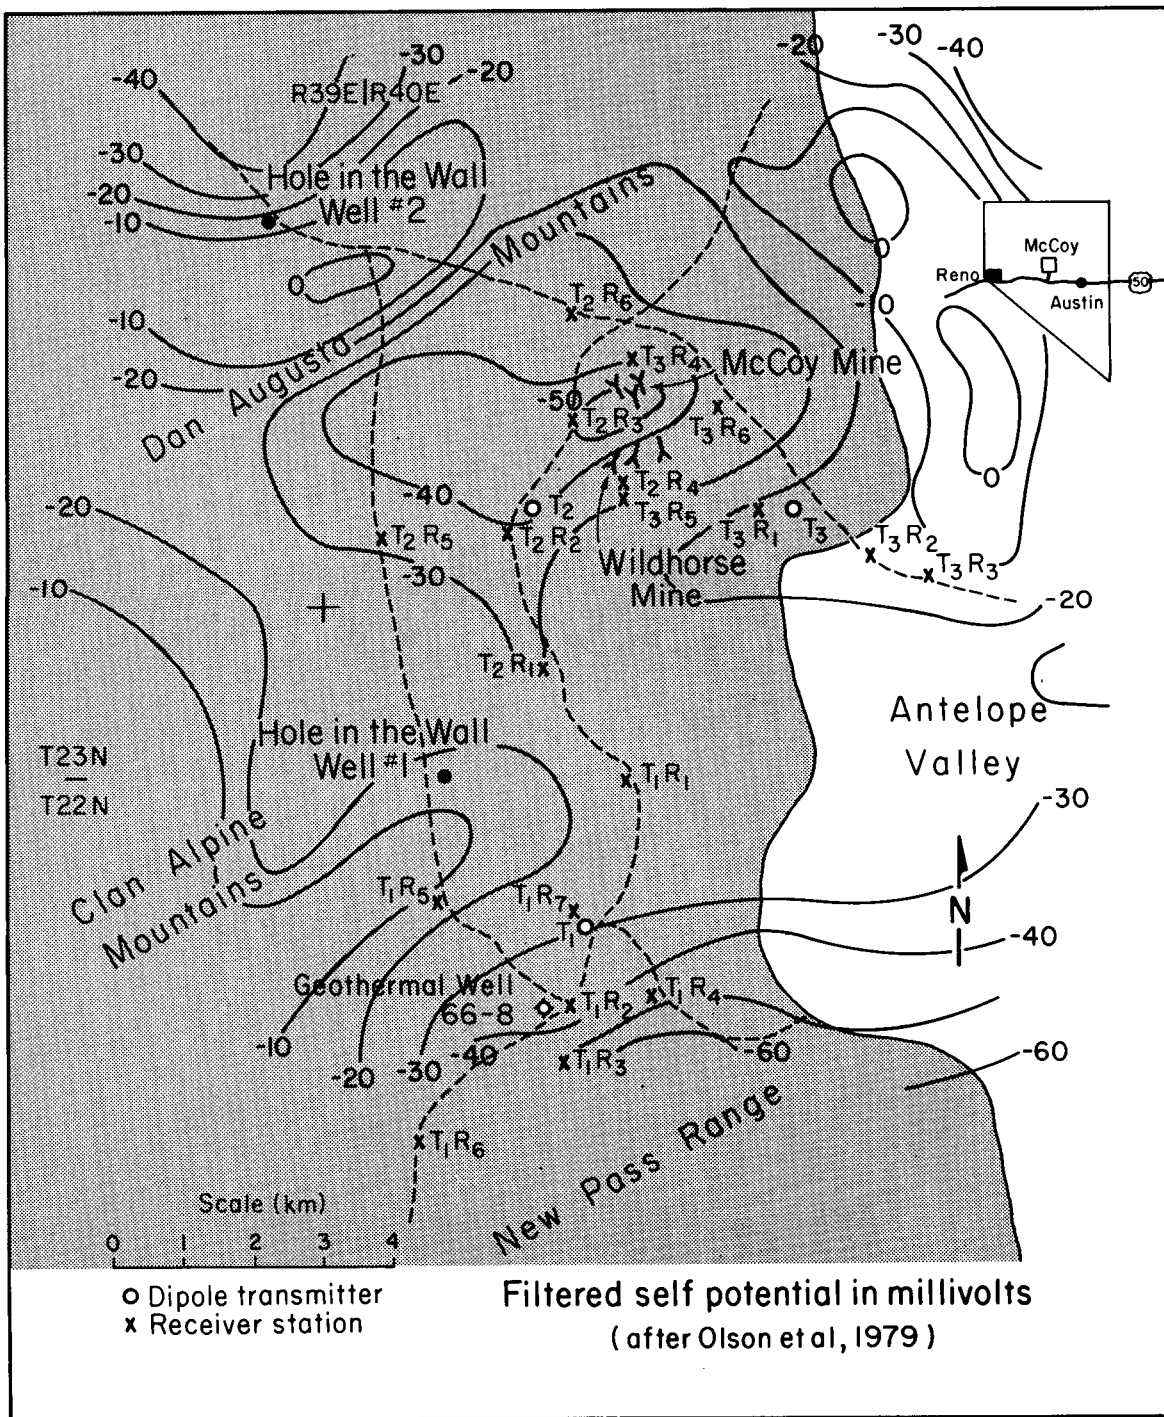 -20
-30
-40
-30
-20
-40
R39E|R40E
-30
-20
-10
Hole in the Wall
Well #2
Mountains
0
0
McCoy
Reno
Austin
50
-10
-10
-20
T2R6
Dan Augusta
T3R4
McCoy Mine
-50
T2R3
T3R6
0
-20
-40
T2
T2R4
T3R5
T3R1
T3
T2R5
T2R2
T3R2
T3R3
Wildhorse
Mine
-30
-10
-20
T2R1
Antelope
Valley
Hole in the Wall
Well #1
T1R1
T23N
T22N
-30
Clan Alpine
Mountains
T1R5
T1R7
T1
N
-40
Geothermal Well
66-8
T1R2
T1R4
-10
-20
-30
-40
T1R3
-60
-60
T1R6
New Pass Range
Scale (km)
0 1 2 3 4
Dipole transmitter
Receiver station
Filtered self potential in millivolts
(after Olson et al, 1979)